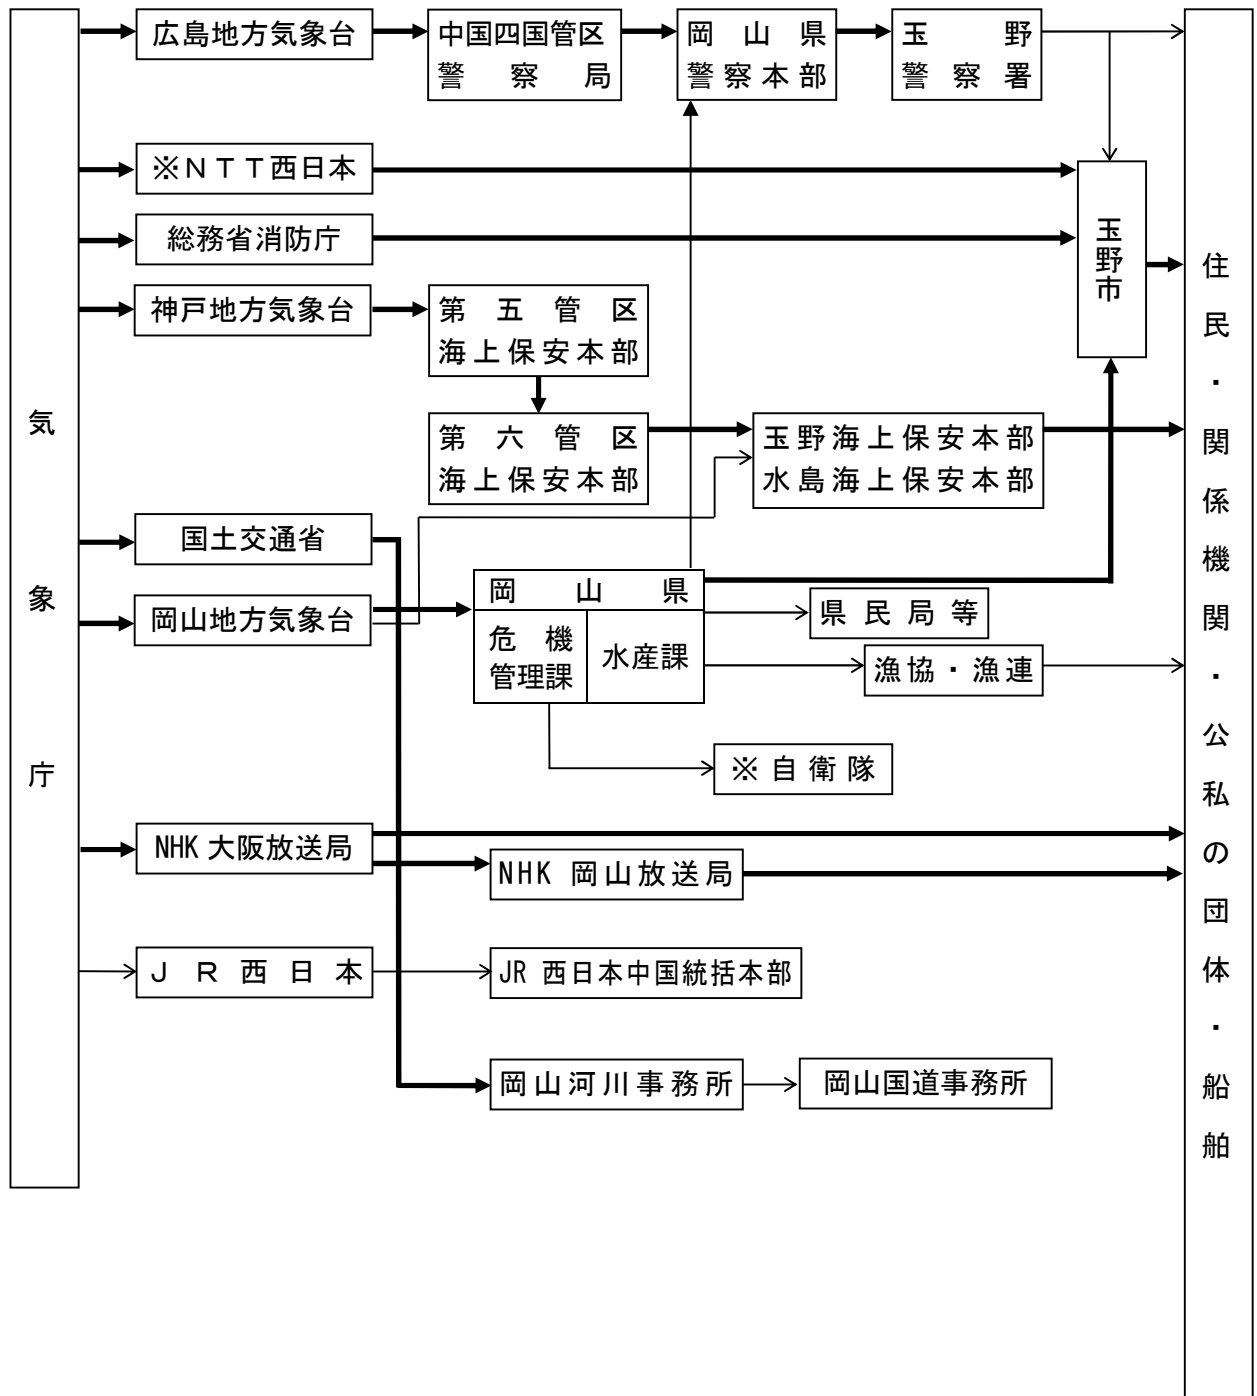 気象庁
広島地方気象台
中国四国管区
警察局
岡山県
警察本部
玉野
警察署
※ＮＴＴ西日本
総務省消防庁
神戸地方気象台
第五管区
海上保安本部
第六管区
海上保安本部
玉野海上保安本部
水島海上保安本部
玉野市
国土交通省
岡山地方気象台
岡山県
危機
管理課
水産課
県民局等
漁協・漁連
※自衛隊
NHK 大阪放送局
NHK 岡山放送局
ＪＲ西日本
JR 西日本中国統括本部
岡山河川事務所
岡山国道事務所
住民・関係機関・公私の団体・船舶